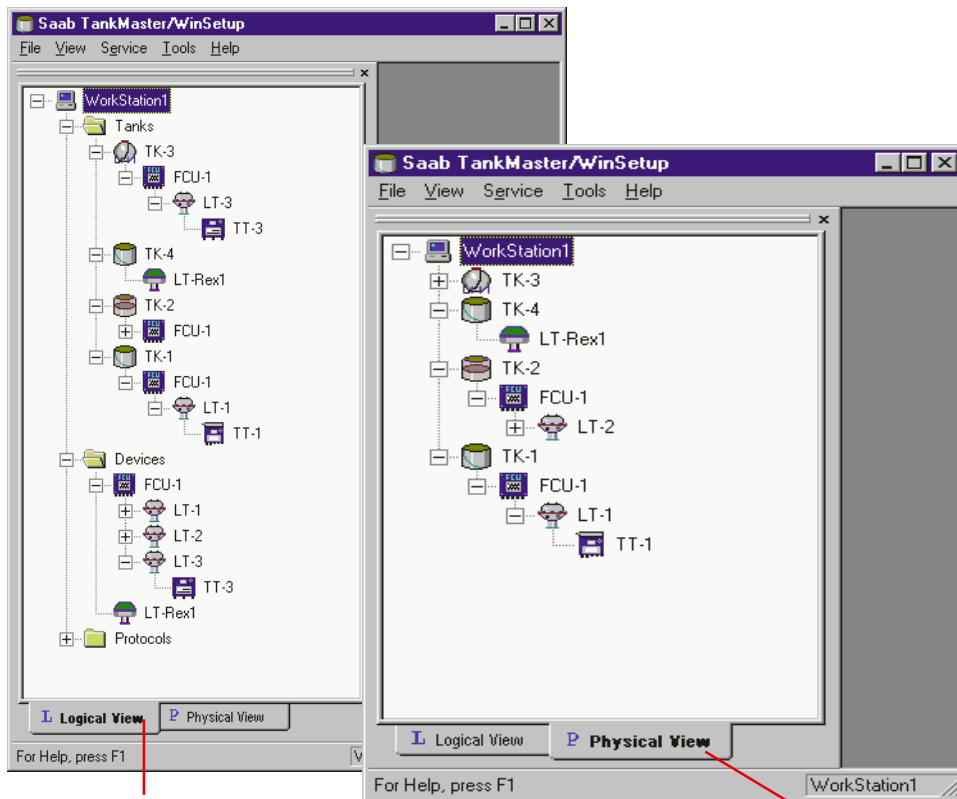 Saab TankMaster/WinSetup
File View Service Tools Help
WorkStation1
Tanks
TK-3
FCU-1
LT-3
TT-3
TK-4
LT-Rex1
TK-2
FCU-1
TK-1
FCU-1
LT-1
TT-1
Devices
FCU-1
LT-1
LT-2
LT-3
TT-3
LT-Rex1
Protocols
L Logical View P Physical View
For Help, press F1
Saab TankMaster/WinSetup
File View Service Tools Help
WorkStation1
TK-3
TK-4
LT-Rex1
TK-2
FCU-1
LT-2
TK-1
FCU-1
LT-1
TT-1
L Logical View P Physical View
For Help, press F1 WorkStation1